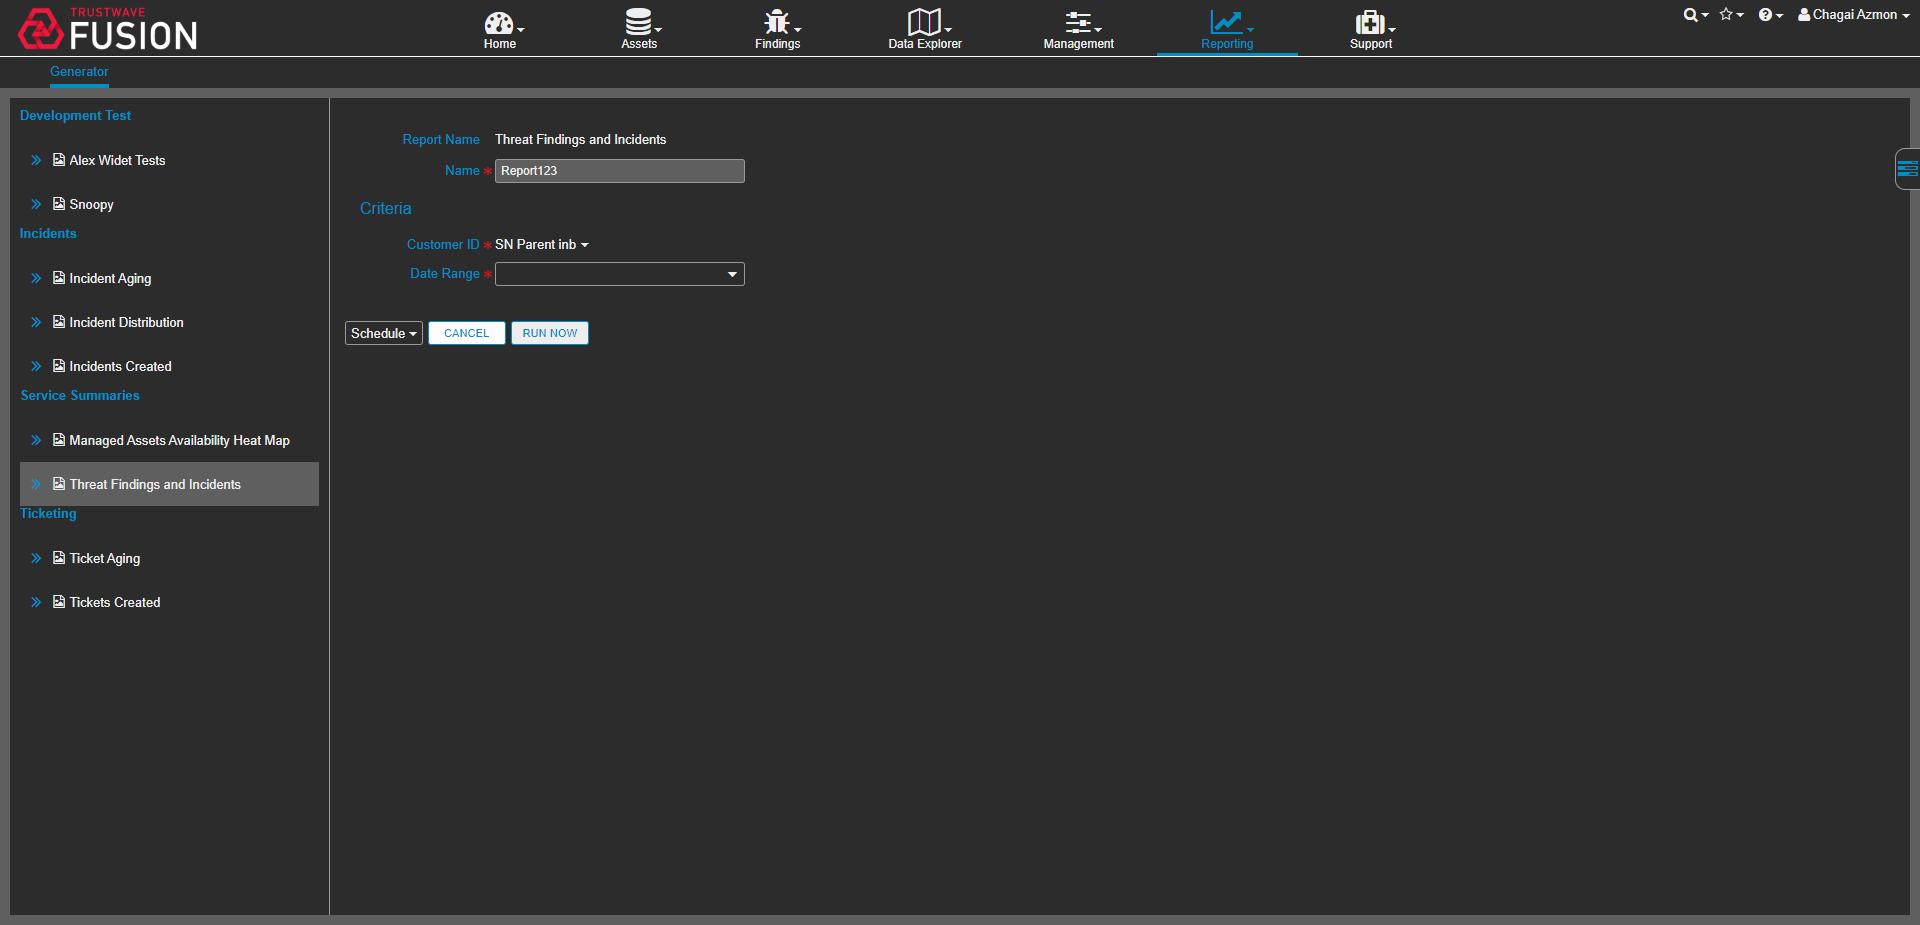 TRUSTWAVE
FUSION
Home
Assets
Findings
Data Explorer
Management
Reporting
Support
Chagai Azmon
Generator
Development Test
Alex Widet Tests
Snoopy
Incidents
Incident Aging
Incident Distribution
Incidents Created
Service Summaries
Managed Assets Availability Heat Map
Threat Findings and Incidents
Ticketing
Ticket Aging
Tickets Created
Report Name Threat Findings and Incidents
Name * Report123
Criteria
Customer ID * SN Parent inb
Date Range *
Schedule CANCEL RUN NOW